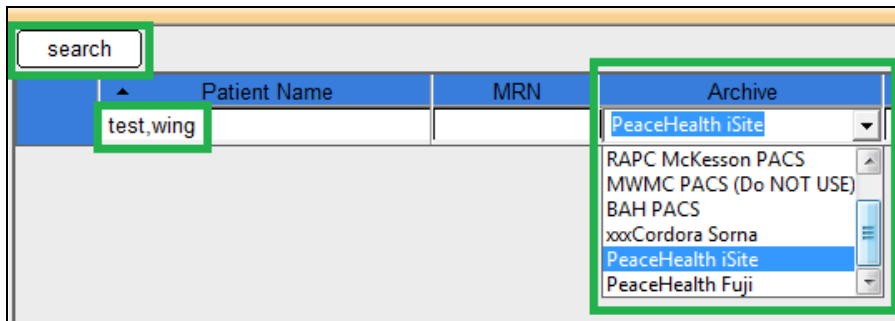 search
Patient Name MRN Archive
test,wing PeaceHealth iSite
RAPC McKesson PACS
MWMC PACS (Do NOT USE)
BAH PACS
xxxCordora Sorna
PeaceHealth iSite
PeaceHealth Fuji